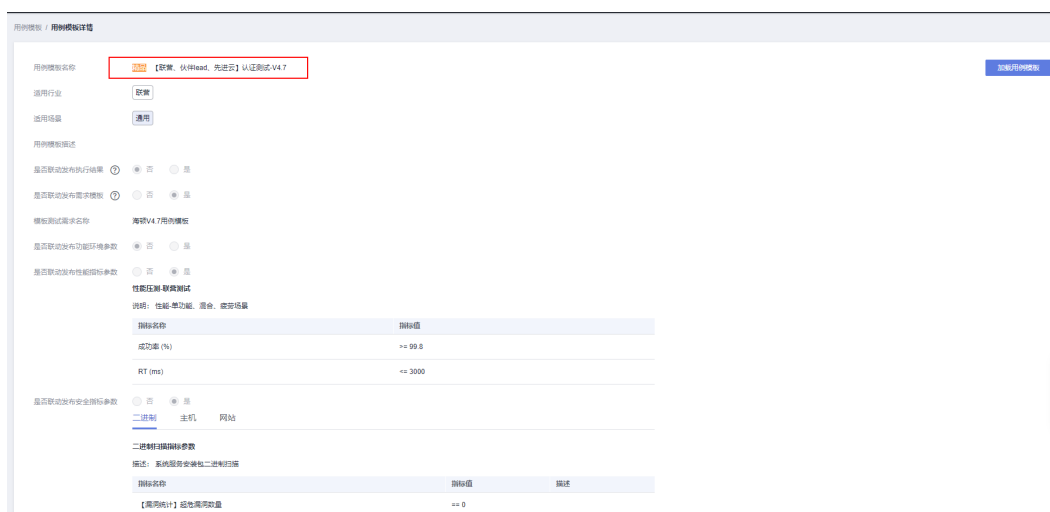 用例模板 / 用例模板详情
用例模板名称 【联营、伙伴lead、先进云】认证测试-V4.7
加载用例模板
适用行业 联营
适用场景 通用
用例模板描述
是否联动发布执行结果 ? 否 是
是否联动发布需求模板 ? 否 是
模板测试需求名称 海顿V4.7用例模板
是否联动发布功能环境参数 否 是
是否联动发布性能指标参数 否 是
性能压测-联营测试
说明: 性能-单功能、混合、疲劳场景
指标名称 指标值
成功率 (%) >= 99.8
RT (ms) <= 3000
是否联动发布安全指标参数 否 是
二进制 主机 网站
二进制扫描指标参数
描述: 系统服务安装包二进制扫描
指标名称 指标值 描述
【漏洞统计】超危漏洞数量 == 0